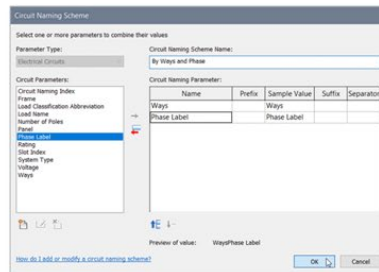 Circuit Naming Scheme
Select one or more parameters to combine their values
Parameter Type:
Electrical Circuits
Circuit Naming Scheme Name:
By Ways and Phase
Circuit Parameters:
Circuit Naming Index
Frame
Load Classification Abbreviation
Load Name
Number of Poles
Panel
Phase Label
Rating
Slot Index
System Type
Voltage
Ways
Circuit Naming Parameter:
Name Prefix Sample Value Suffix Separator
Ways Ways
Phase Label Phase Label
Preview of value: WaysPhase Label
How do I add or modify a circuit naming scheme?
OK Cancel